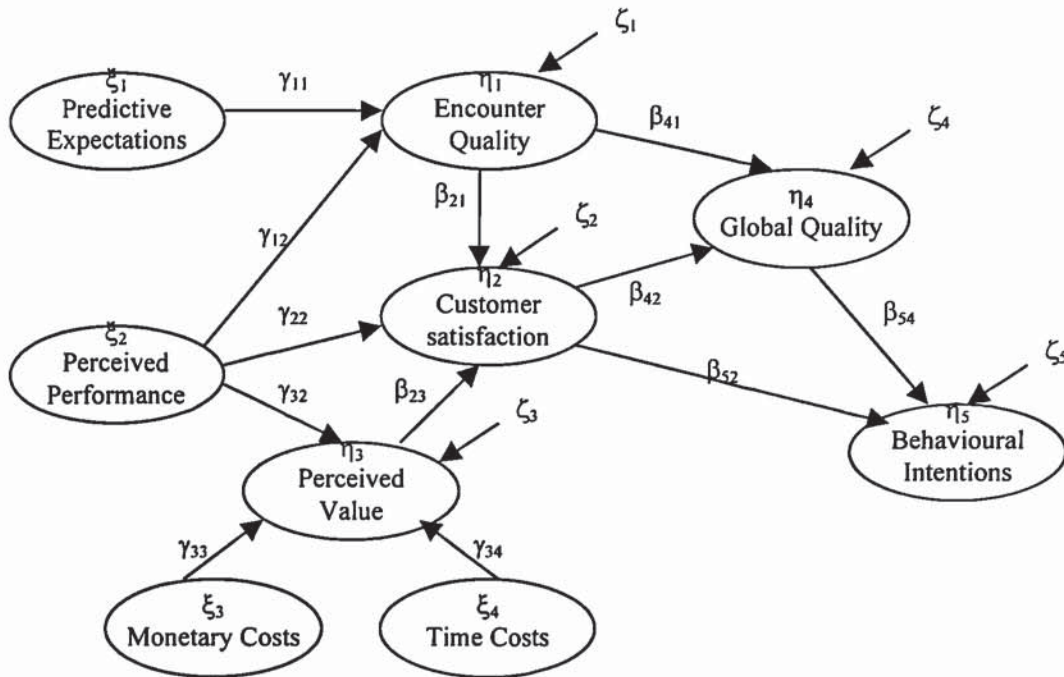 ζ₁
ξ₁
Predictive
Expectations
γ₁₁
η₁
Encounter
Quality
β₄₁
ζ₄
η₄
Global Quality
β₂₁
ζ₂
γ₁₂
η₂
Customer
satisfaction
β₄₂
γ₂₂
ξ₂
Perceived
Performance
β₅₄
β₅₂
ζ₅
γ₃₂
β₂₃
ζ₃
η₃
Perceived
Value
η₅
Behavioural
Intentions
γ₃₃
γ₃₄
ξ₃
Monetary Costs
ξ₄
Time Costs